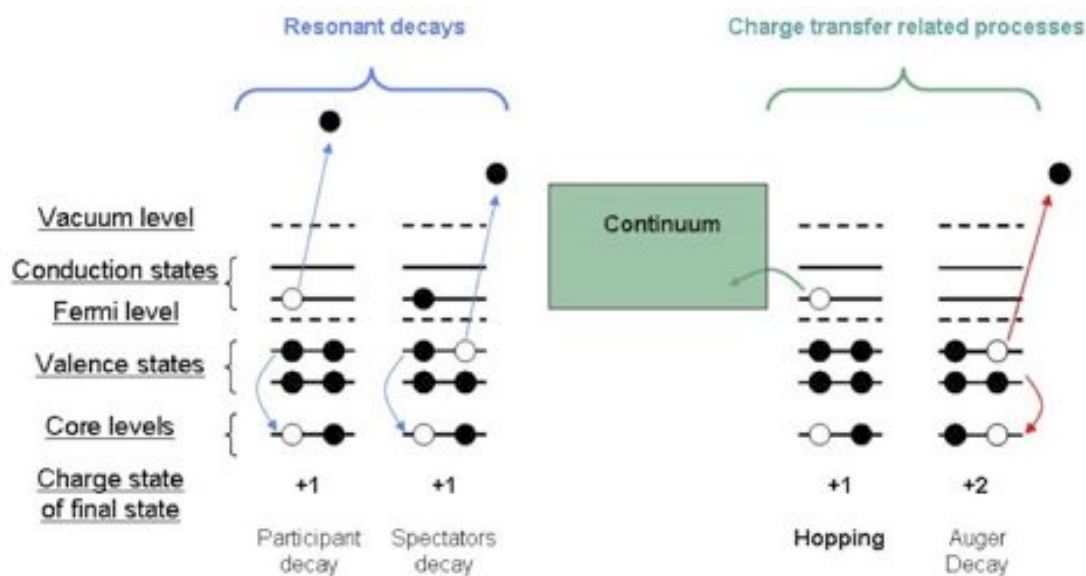 Resonant decays
Charge transfer related processes
Vacuum level
Continuum
Conduction states
Fermi level
Valence states
Core levels
Charge state
of final state
+1
+1
+1
+2
Participant
decay
Spectators
decay
Hopping
Auger
Decay